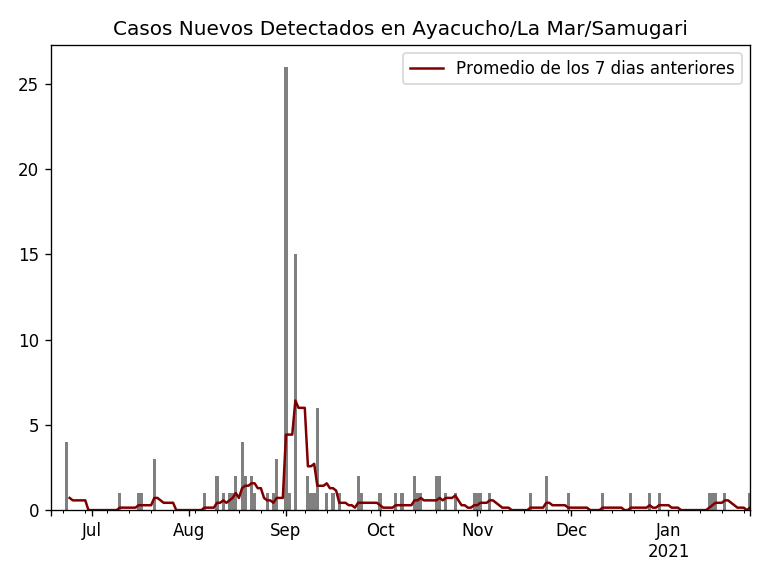 Casos Nuevos Detectados en Ayacucho/La Mar/Samugari
Promedio de los 7 dias anteriores
25
20
15
10
5
0
Jul Aug Sep Oct Nov Dec Jan
2021